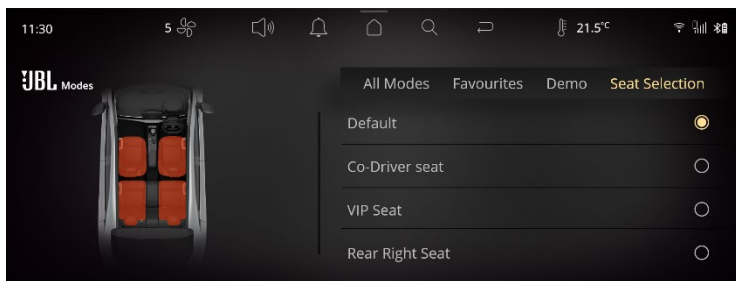 11:30 5 21.5°C
JBL Modes
All Modes Favourites Demo Seat Selection
Default
Co-Driver seat
VIP Seat
Rear Right Seat